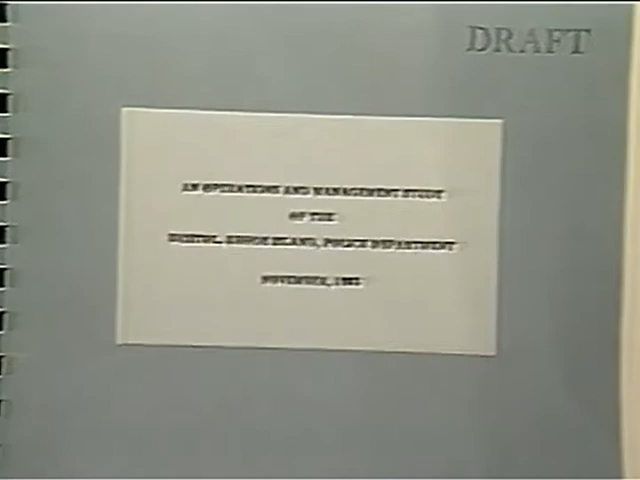 DRAFT
AN OPERATIONS AND MANAGEMENT STUDY
OF THE
BRISTOL, RHODE ISLAND, POLICE DEPARTMENT
NOVEMBER,